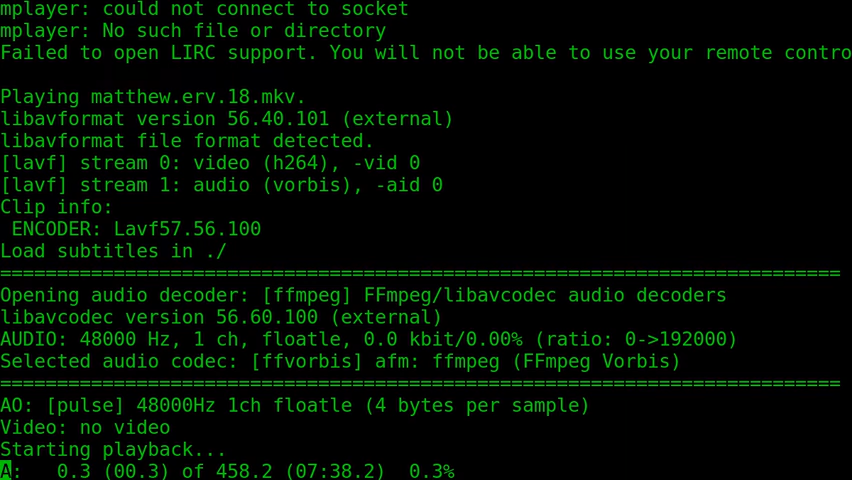 mplayer: could not connect to socket
mplayer: No such file or directory
Failed to open LIRC support. You will not be able to use your remote contro
Playing matthew.erv.18.mkv.
libavformat version 56.40.101 (external)
libavformat file format detected.
[lavf] stream 0: video (h264), -vid 0
[lavf] stream 1: audio (vorbis), -aid 0
Clip info:
 ENCODER: Lavf57.56.100
Load subtitles in ./
==========================================================================
Opening audio decoder: [ffmpeg] FFmpeg/libavcodec audio decoders
libavcodec version 56.60.100 (external)
AUDIO: 48000 Hz, 1 ch, floatle, 0.0 kbit/0.00% (ratio: 0->192000)
Selected audio codec: [ffvorbis] afm: ffmpeg (FFmpeg Vorbis)
==========================================================================
AO: [pulse] 48000Hz 1ch floatle (4 bytes per sample)
Video: no video
Starting playback...
A:   0.3 (00.3) of 458.2 (07:38.2)  0.3%